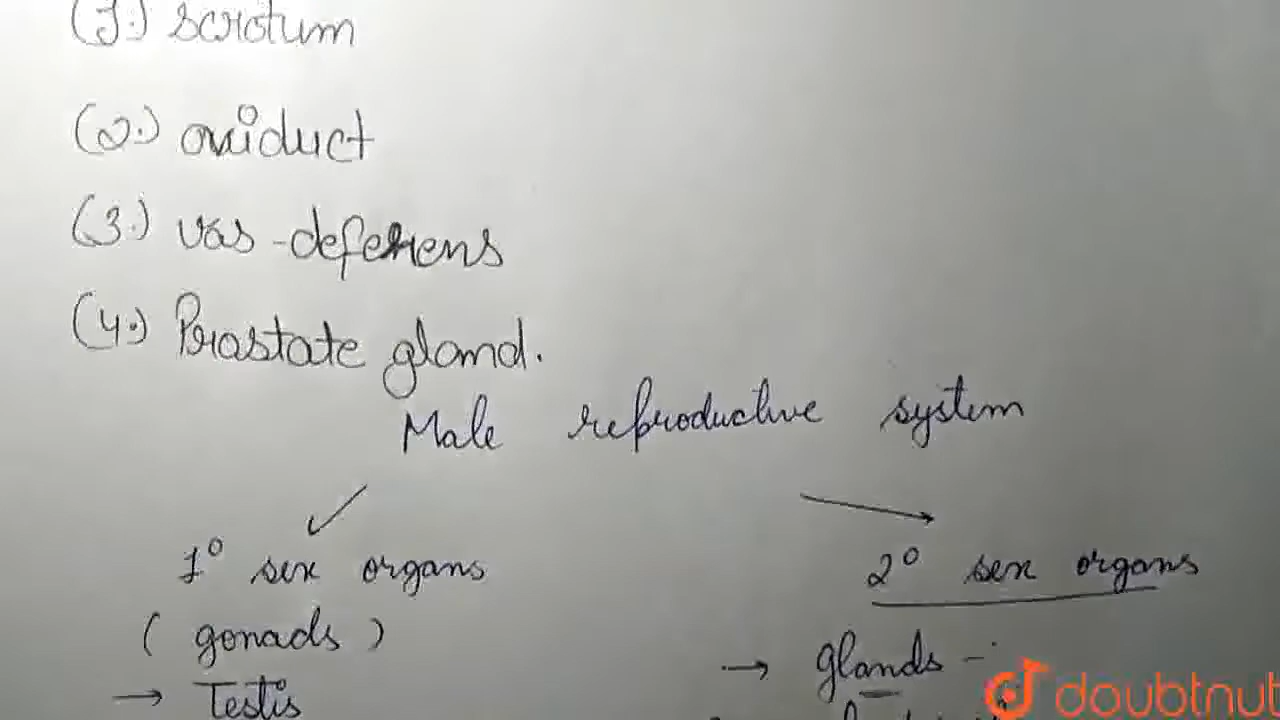 (1.) scrotum
(2.) oviduct
(3.) vas-deferens
(4.) Prostate gland.
Male reproductive system
1° sex organs
2° sex organs
( gonads )
→ glands -
→ Testis
doubtnut